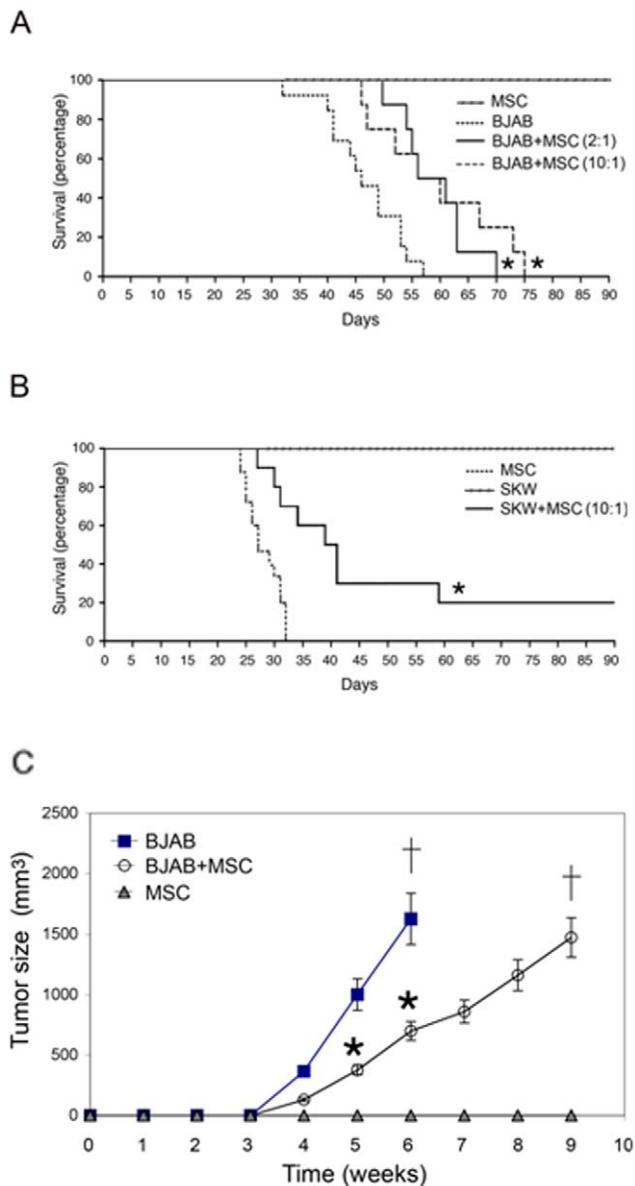 A
100
80
60
40
20
0
Survival (percentage)
MSC
BJAB
BJAB+MSC (2:1)
BJAB+MSC (10:1)
* *
0 5 10 15 20 25 30 35 40 45 50 55 60 65 70 75 80 85 90
Days
B
100
80
60
40
20
0
Survival (percentage)
MSC
SKW
SKW+MSC (10:1)
*
0 5 10 15 20 25 30 35 40 45 50 55 60 65 70 75 80 85 90
Days
C
2500
2000
1500
1000
500
0
Tumor size (mm³)
BJAB
BJAB+MSC
MSC
† †
* *
0 1 2 3 4 5 6 7 8 9 10
Time (weeks)